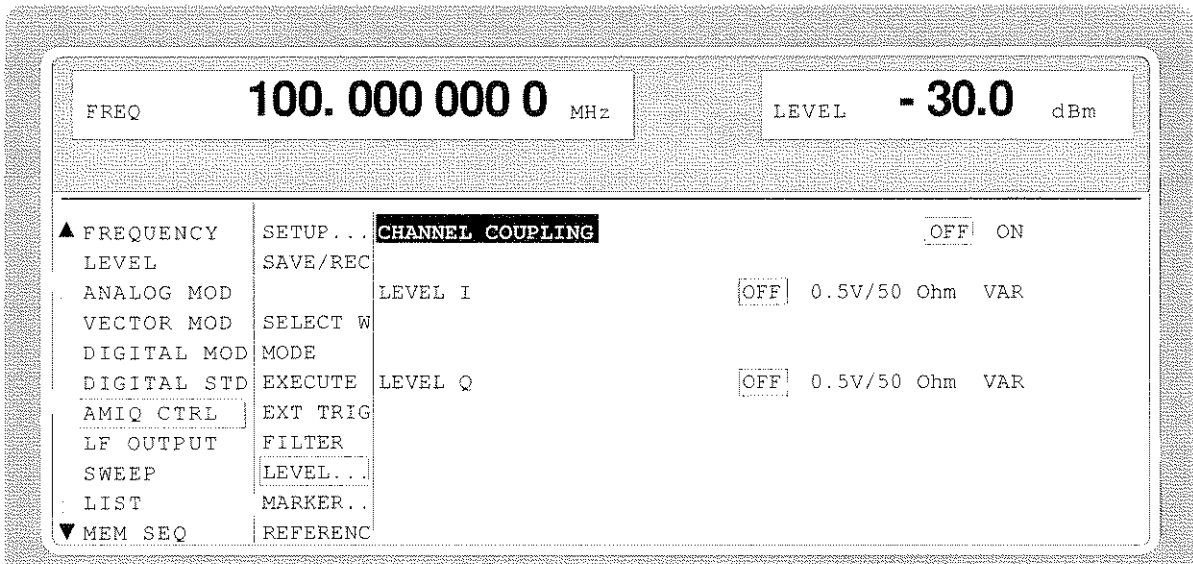 FREQ 100. 000 000 0 MHz LEVEL - 30.0 dBm
▲ FREQUENCY SETUP... CHANNEL COUPLING OFF ON
LEVEL SAVE/REC
ANALOG MOD LEVEL I OFF 0.5V/50 Ohm VAR
VECTOR MOD SELECT W
DIGITAL MOD MODE
DIGITAL STD EXECUTE LEVEL Q OFF 0.5V/50 Ohm VAR
AMIQ CTRL EXT TRIG
LF OUTPUT FILTER
SWEEP LEVEL...
LIST MARKER..
▼ MEM SEQ REFERENC